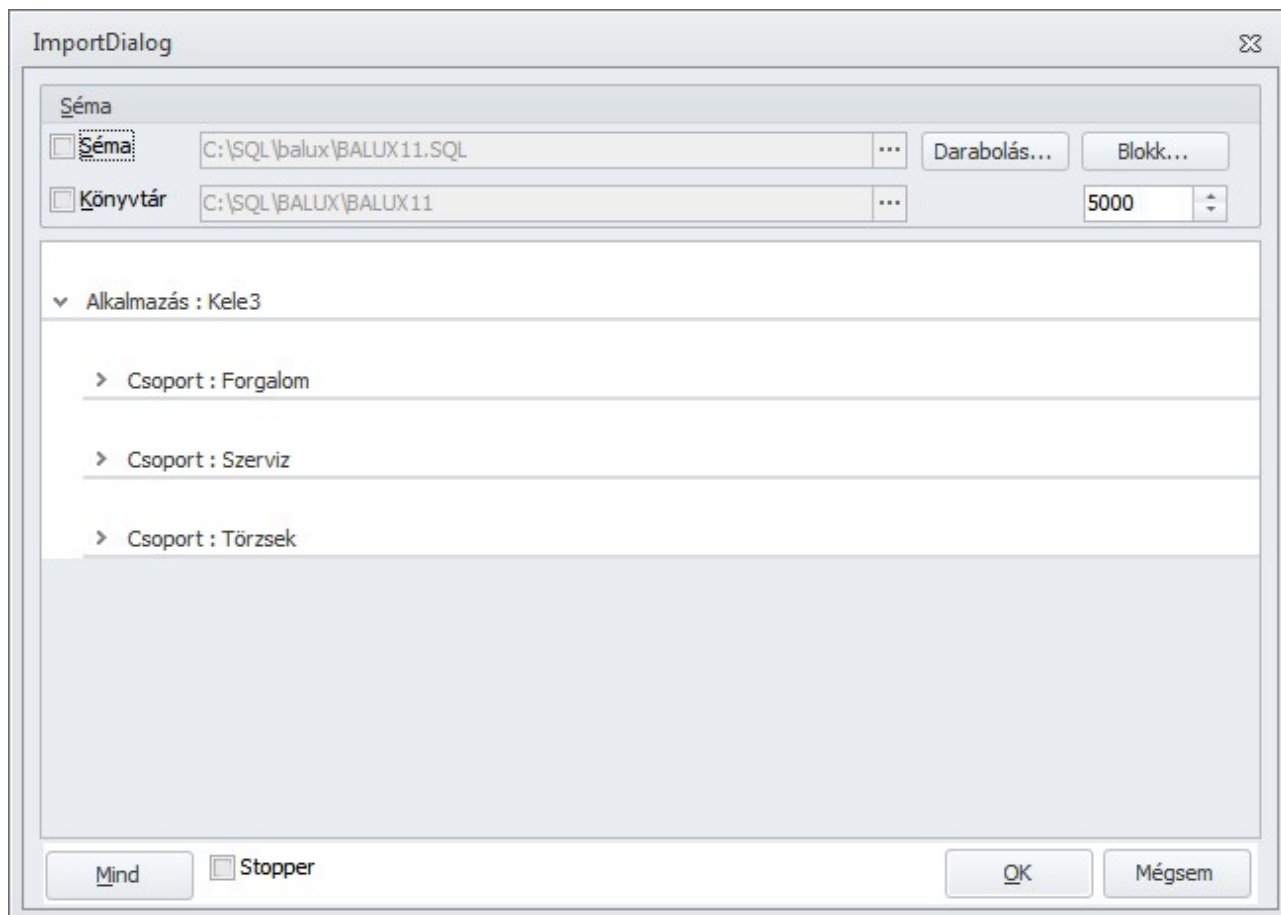 ImportDialog
Séma
Séma C:\SQL\balux\BALUX11.SQL ... Darabolás... Blokk...
Könyvtár C:\SQL\BALUX\BALUX11 ... 5000
Alkalmazás : Kele3
Csoport : Forgalom
Csoport : Szerviz
Csoport : Törzsek
Mind Stopper OK Mégsem